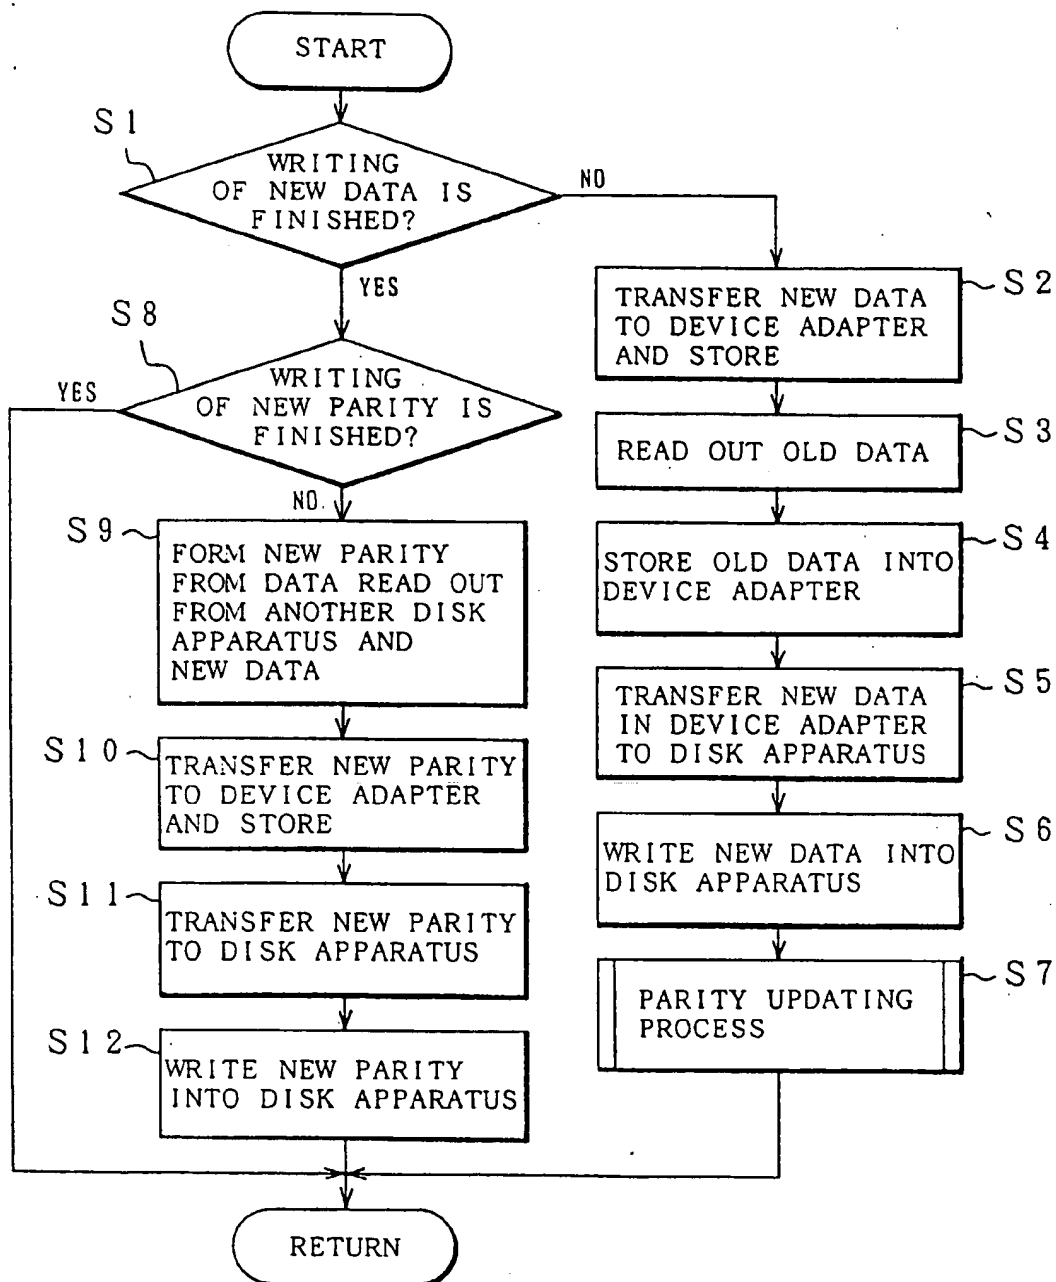 START
S1
WRITING
OF NEW DATA IS
FINISHED?
NO
YES
S2
TRANSFER NEW DATA
TO DEVICE ADAPTER
AND STORE
S8
WRITING
OF NEW PARITY IS
FINISHED?
YES
NO.
S3
READ OUT OLD DATA
S4
STORE OLD DATA INTO
DEVICE ADAPTER
S9
FORM NEW PARITY
FROM DATA READ OUT
FROM ANOTHER DISK
APPARATUS AND
NEW DATA
S5
TRANSFER NEW DATA
IN DEVICE ADAPTER
TO DISK APPARATUS
S10
TRANSFER NEW PARITY
TO DEVICE ADAPTER
AND STORE
S6
WRITE NEW DATA INTO
DISK APPARATUS
S11
TRANSFER NEW PARITY
TO DISK APPARATUS
S7
PARITY UPDATING
PROCESS
S12
WRITE NEW PARITY
INTO DISK APPARATUS
RETURN